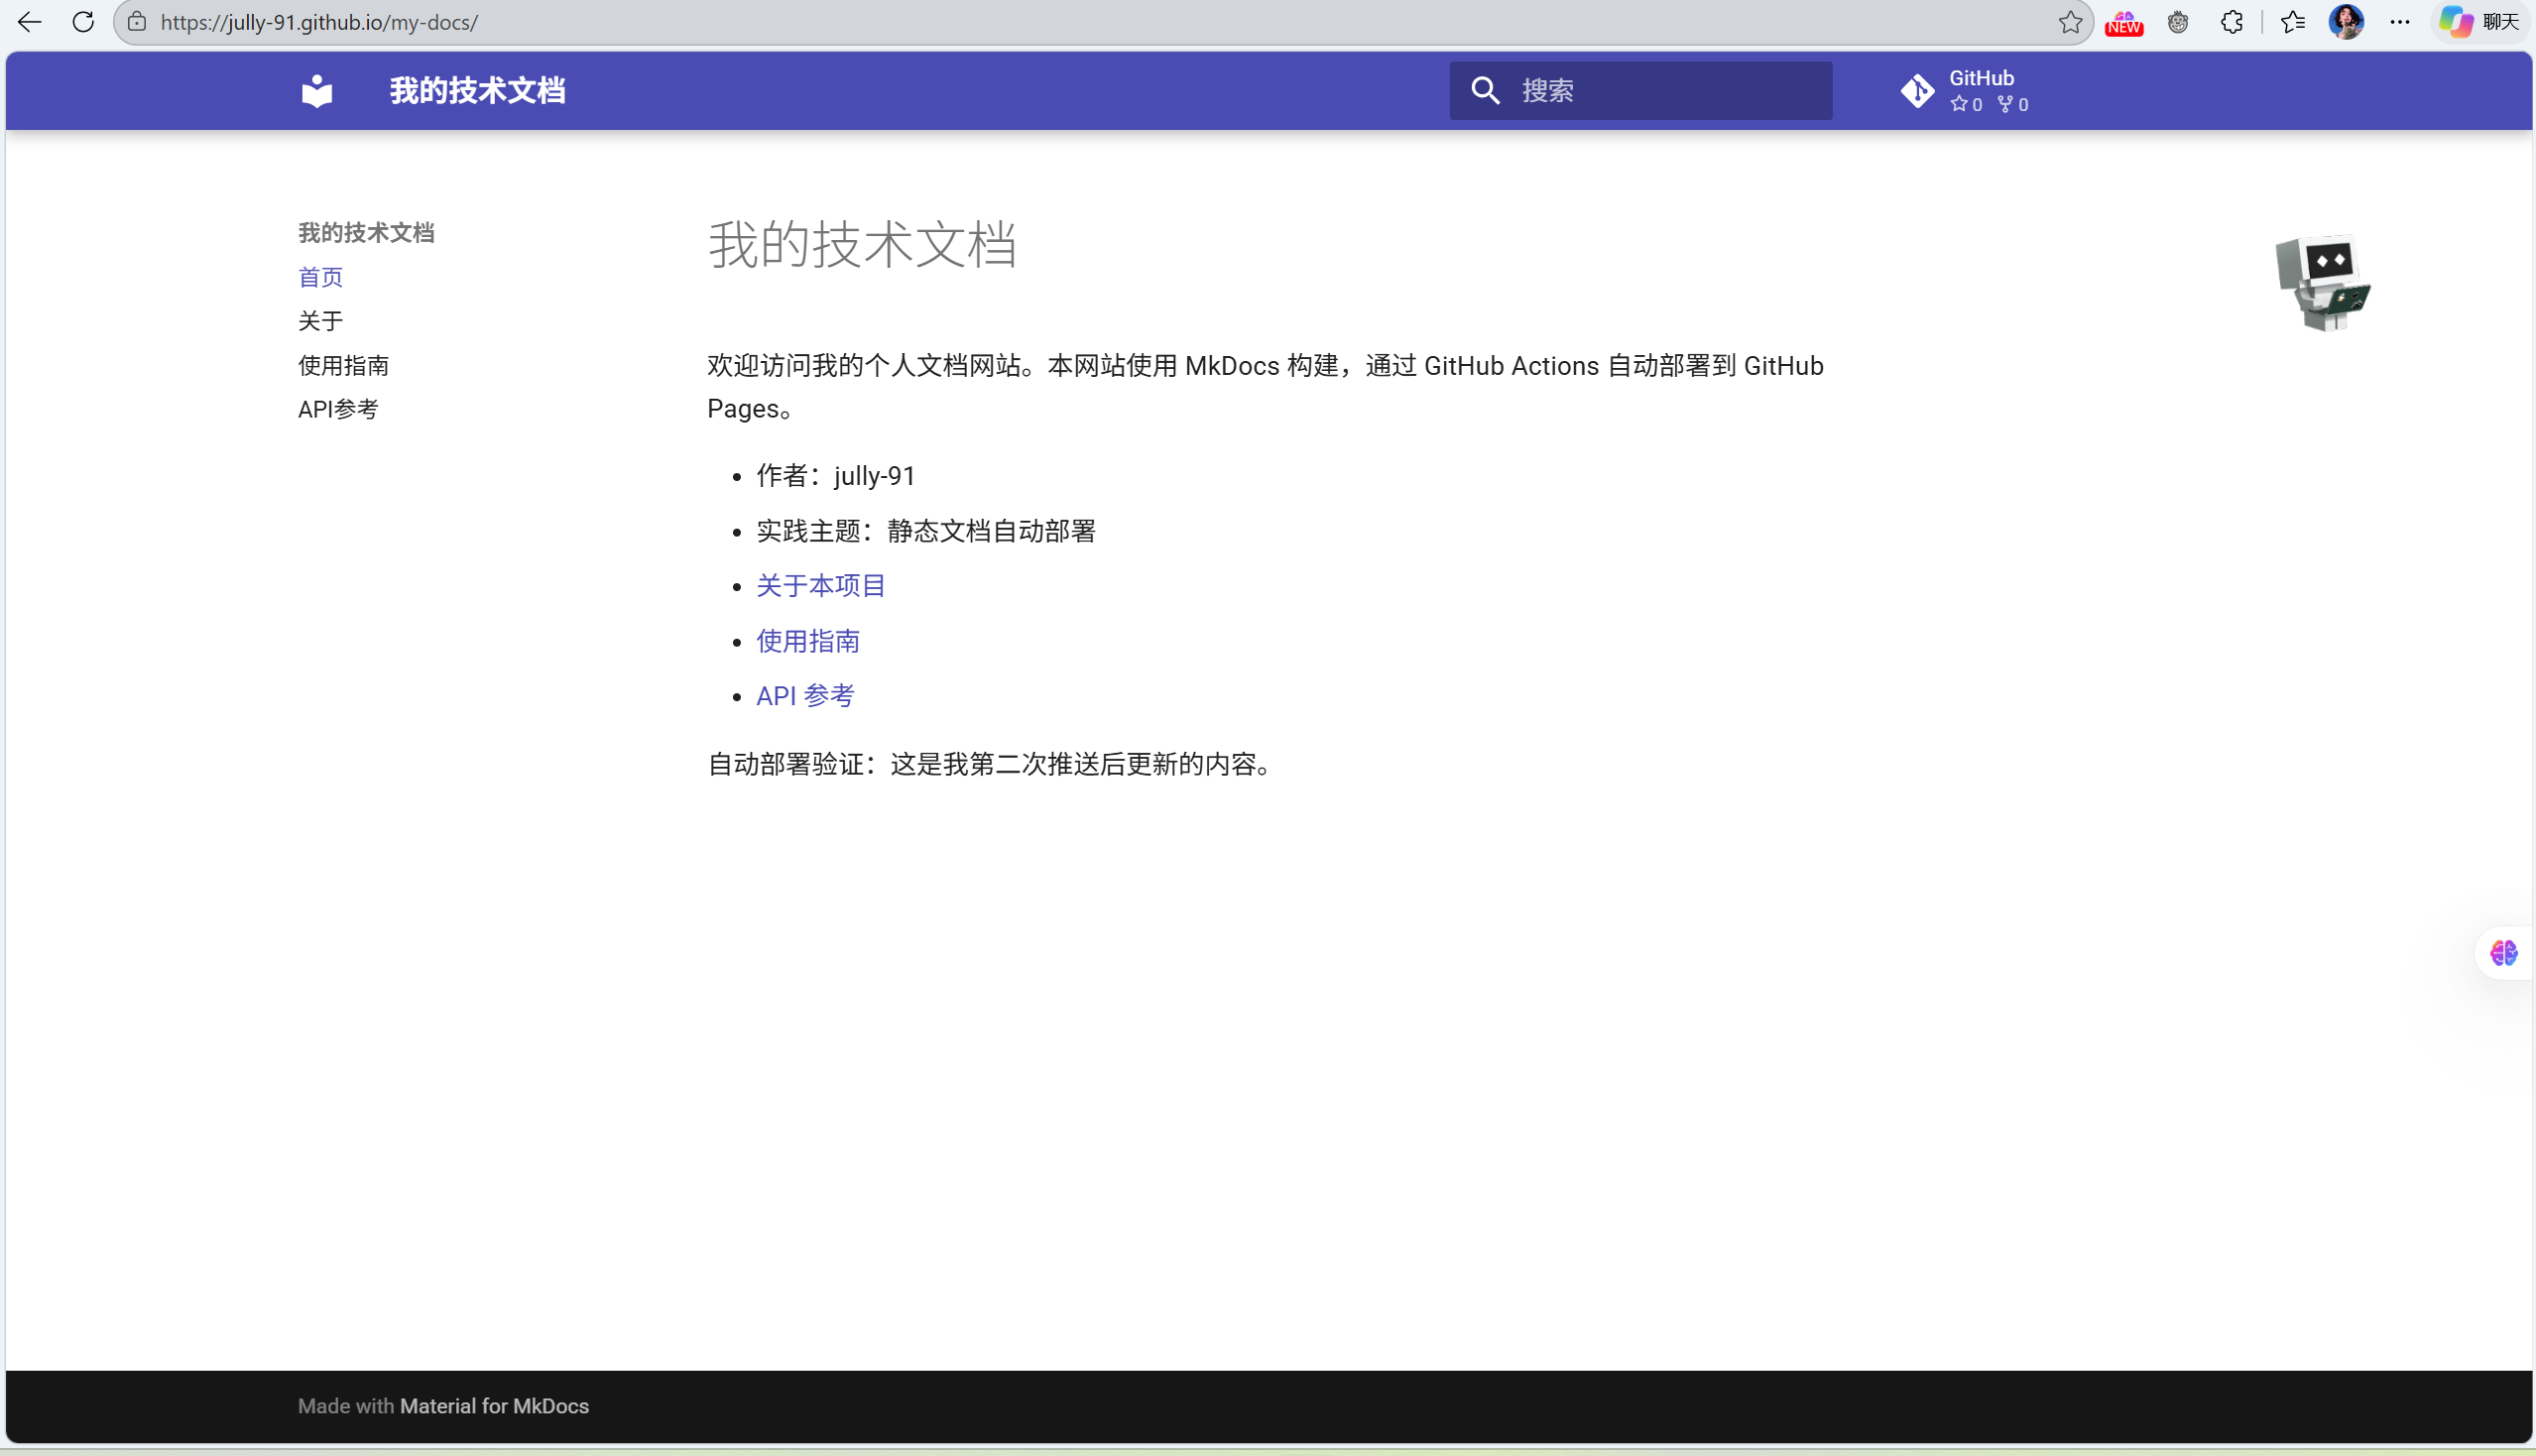 https://jully-91.github.io/my-docs/
NEW
聊天
我的技术文档
搜索
GitHub
0 0
我的技术文档
首页
关于
使用指南
API参考
我的技术文档
欢迎访问我的个人文档网站。本网站使用 MkDocs 构建，通过 GitHub Actions 自动部署到 GitHub
Pages。
• 作者：jully-91
• 实践主题：静态文档自动部署
• 关于本项目
• 使用指南
• API 参考
自动部署验证：这是我第二次推送后更新的内容。
Made with Material for MkDocs